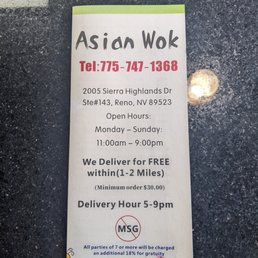 Asian Wok
Tel:775-747-1368
2005 Sierra Highlands Dr
Ste#143, Reno, NV 89523
Open Hours:
Monday – Sunday:
11:00am – 9:00pm
We Deliver for FREE
within(1-2 Miles)
(Minimum order $30.00)
Delivery Hour 5-9pm
MSG
All parties of 7 or more will be charged
an additional 18% for gratuity